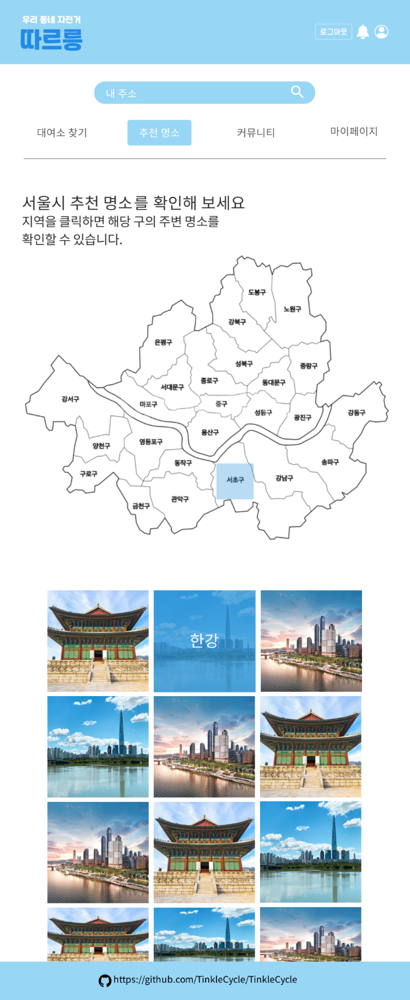 우리 동네 자전거
따르릉
로그아웃
내 주소
대여소 찾기
추천 명소
커뮤니티
마이페이지
서울시 추천 명소를 확인해 보세요
지역을 클릭하면 해당 구의 주변 명소를
확인할 수 있습니다.
도봉구
노원구
강북구
은평구
성북구
중랑구
종로구
동대문구
서대문구
강서구
마포구
중구
성동구
광진구
강동구
용산구
영등포구
양천구
동작구
송파구
구로구
서초구
강남구
관악구
금천구
한강
https://github.com/TinkleCycle/TinkleCycle